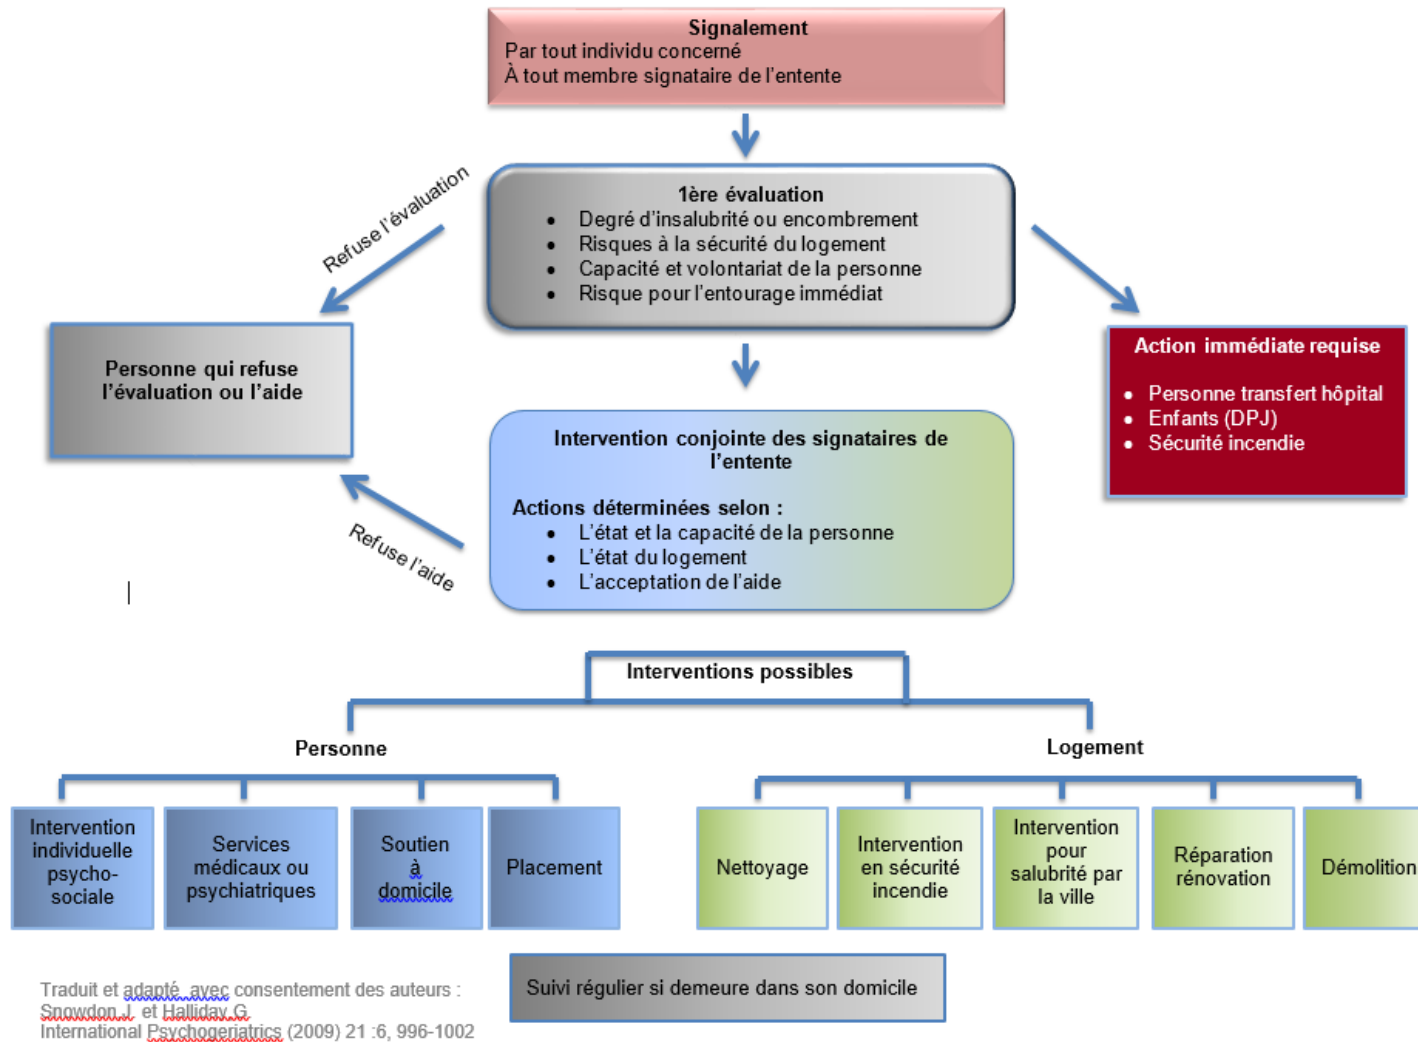 Signalement
Par tout individu concerné
À tout membre signataire de l'entente
Refuse l'évaluation
1ère évaluation
• Degré d'insalubrité ou encombrement
• Risques à la sécurité du logement
• Capacité et volontariat de la personne
• Risque pour l'entourage immédiat
Personne qui refuse
l'évaluation ou l'aide
Action immédiate requise
• Personne transfert hôpital
• Enfants (DPJ)
• Sécurité incendie
Intervention conjointe des signataires de
l'entente
Actions déterminées selon :
• L'état et la capacité de la personne
• L'état du logement
• L'acceptation de l'aide
Refuse l'aide
Interventions possibles
Personne
Logement
Intervention
individuelle
psycho-
sociale
Services
médicaux ou
psychiatriques
Soutien
à
domicile
Placement
Nettoyage
Intervention
en sécurité
incendie
Intervention
pour
salubrité par
la ville
Réparation
rénovation
Démolition
Suivi régulier si demeure dans son domicile
Traduit et adapté avec consentement des auteurs :
Snowdon J. et Halliday G.
International Psychogeriatrics (2009) 21 :6, 996-1002